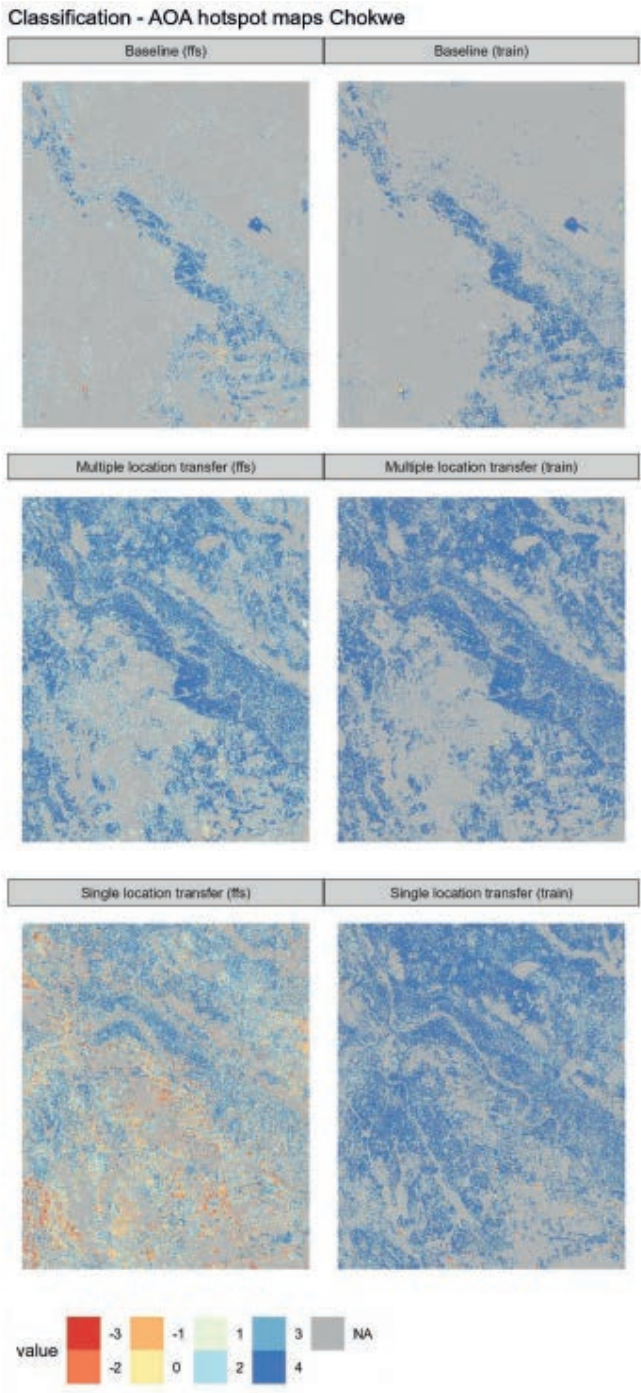 Classification - AOA hotspot maps Chokwe
Baseline (ffs) Baseline (train)
Multiple location transfer (ffs) Multiple location transfer (train)
Single location transfer (ffs) Single location transfer (train)
value -3 -1 1 3 NA
-2 0 2 4